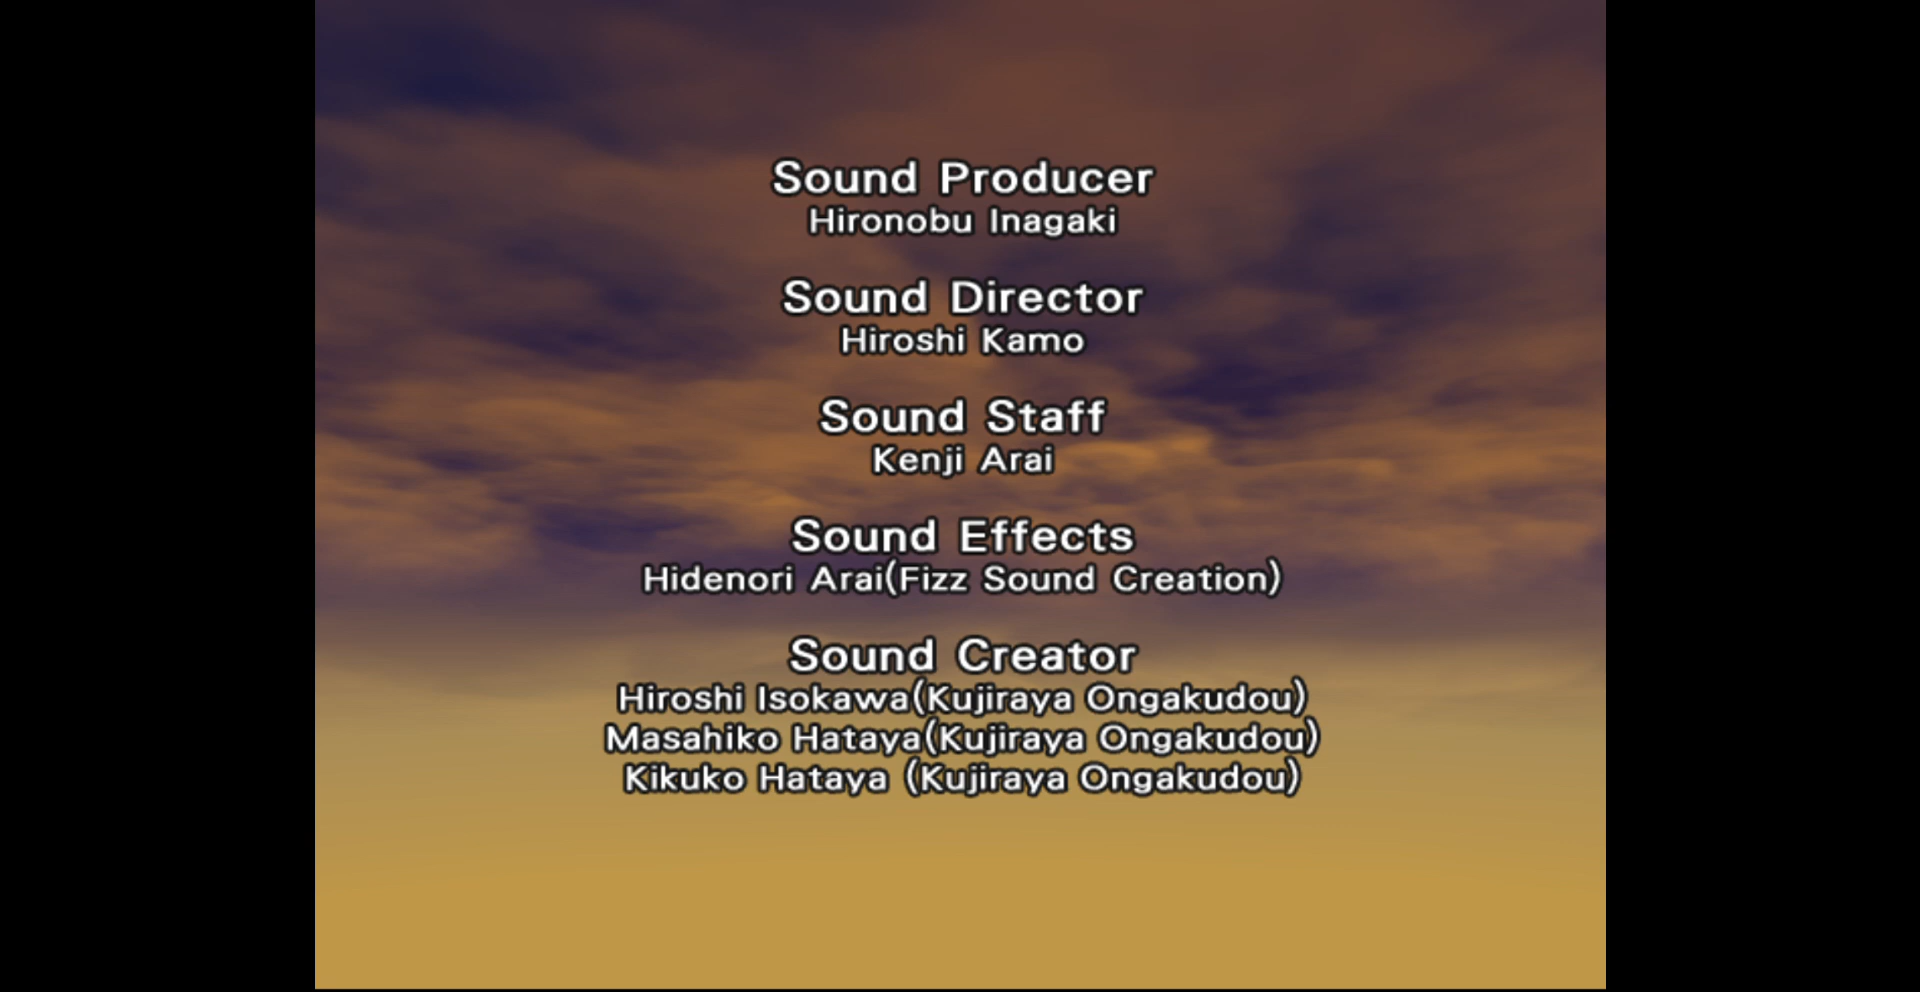 Sound Producer
Hironobu Inagaki
Sound Director
Hiroshi Kamo
Sound Staff
Kenji Arai
Sound Effects
Hidenori Arai(Fizz Sound Creation)
Sound Creator
Hiroshi Isokawa(Kujiraya Ongakudou)
Masahiko Hataya(Kujiraya Ongakudou)
Kikuko Hataya (Kujiraya Ongakudou)